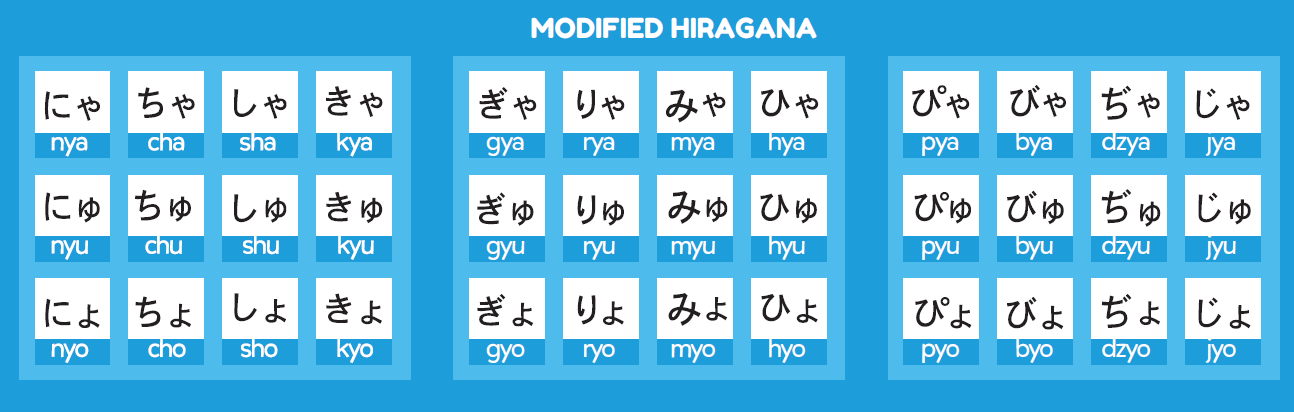 MODIFIED HIRAGANA
にゃ ちゃ しゃ きゃ ぎゃ りゃ みゃ ひゃ ぴゃ びゃ ぢゃ じゃ
nya cha sha kya gya rya mya hya pya bya dzya jya
にゅ ちゅ しゅ きゅ ぎゅ りゅ みゅ ひゅ ぴゅ びゅ ぢゅ じゅ
nyu chu shu kyu gyu ryu myu hyu pyu byu dzyu jyu
にょ ちょ しょ きょ ぎょ りょ みょ ひょ ぴょ びょ ぢょ じょ
nyo cho sho kyo gyo ryo myo hyo pyo byo dzyo jyo